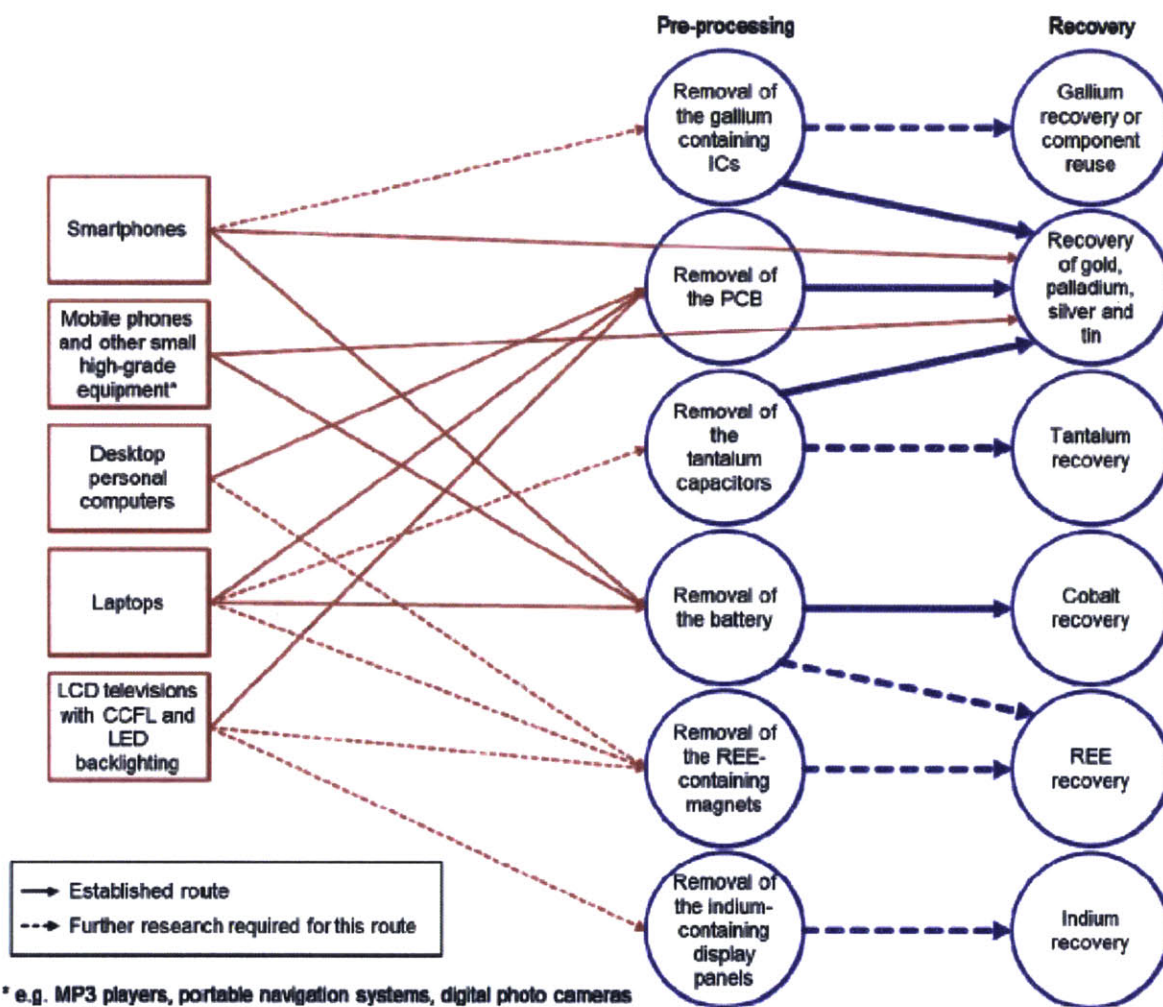 Pre-processing
Recovery
Removal of
the gallium
containing
ICs
Gallium
recovery or
component
reuse
Smartphones
Removal of
the PCB
Recovery
of gold,
palladium,
silver and
tin
Mobile phones
and other small
high-grade
equipment*
Removal of
the
tantalum
capacitors
Tantalum
recovery
Desktop
personal
computers
Laptops
Removal of
the battery
Cobalt
recovery
LCD televisions
with CCFL and
LED
backlighting
Removal of
the REE-
containing
magnets
REE
recovery
Established route
Further research required for this route
Removal of
the indium-
containing
display
panels
Indium
recovery
* e.g. MP3 players, portable navigation systems, digital photo cameras